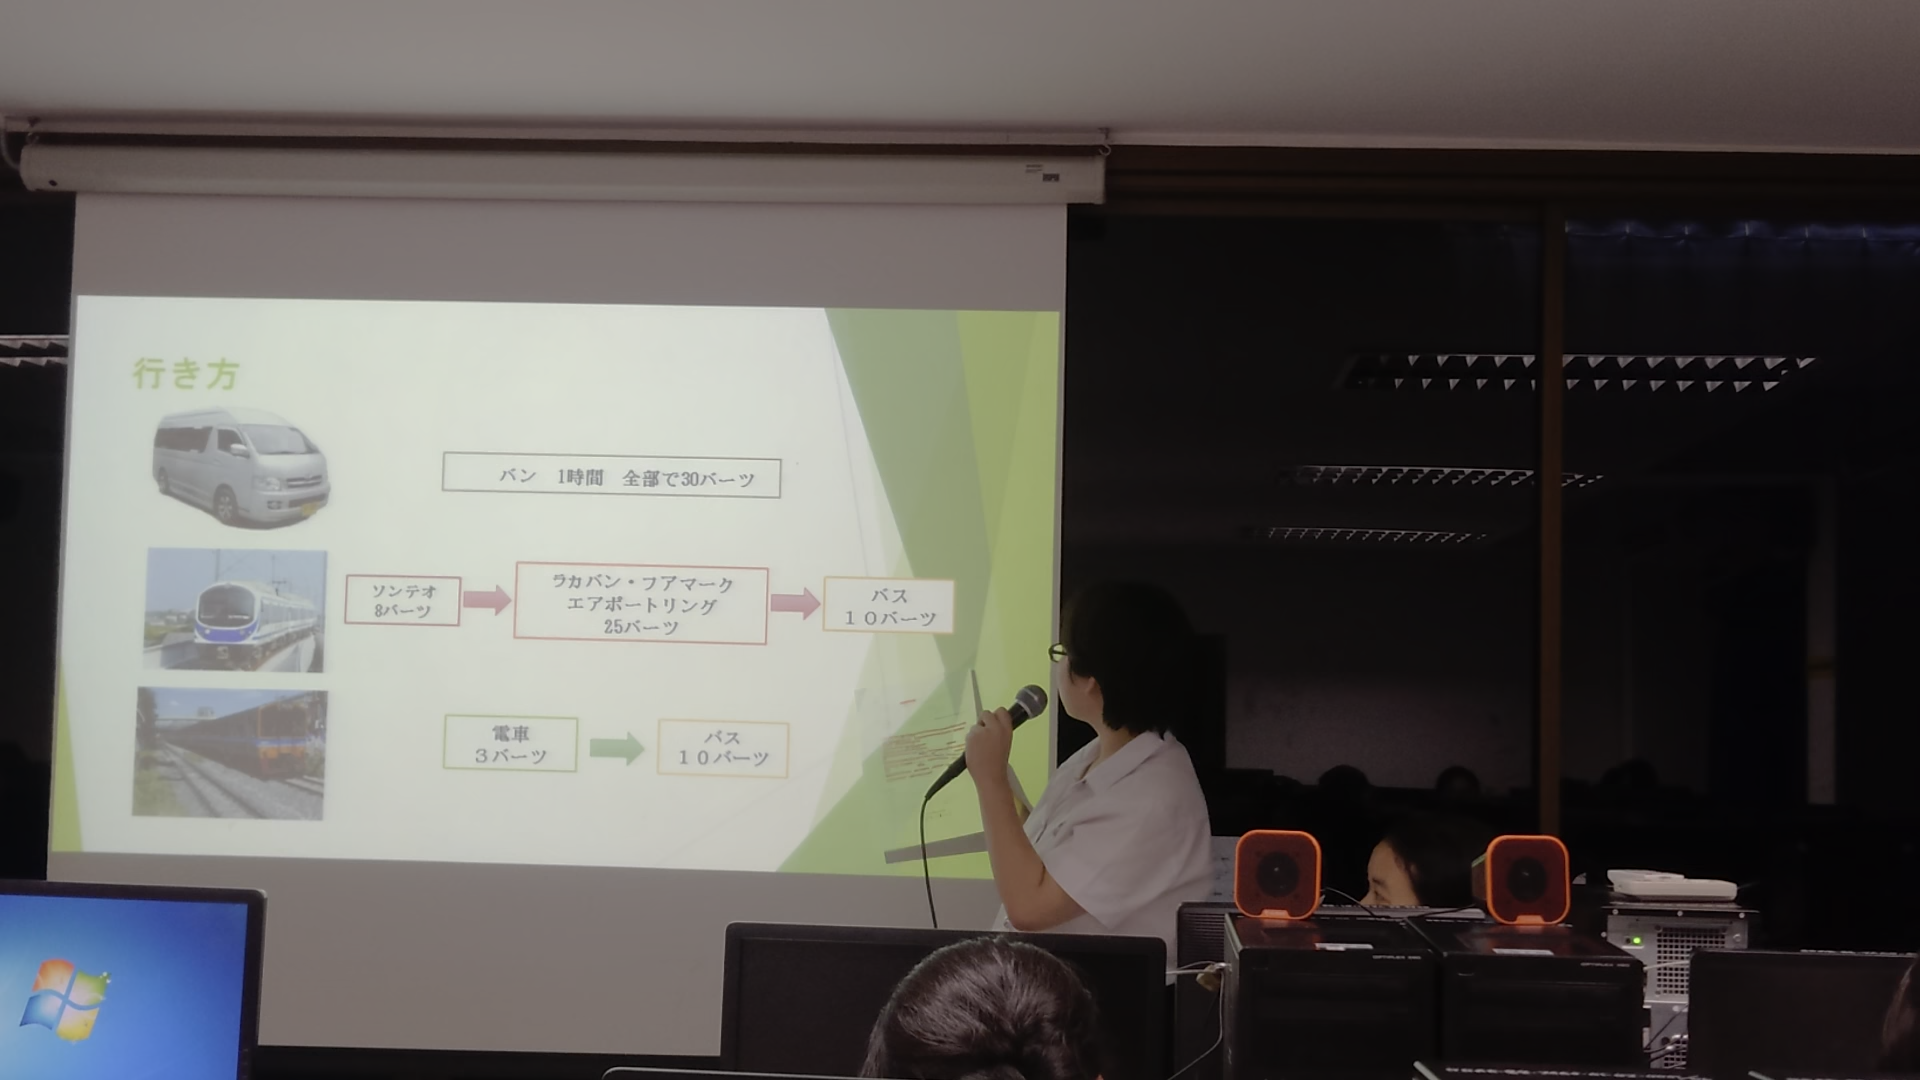 行き方
バン 1時間 全部で30バーツ
ソンテオ
8バーツ
ラカバン・フアマーク
エアポートリング
25バーツ
バス
10バーツ
電車
3バーツ
バス
10バーツ